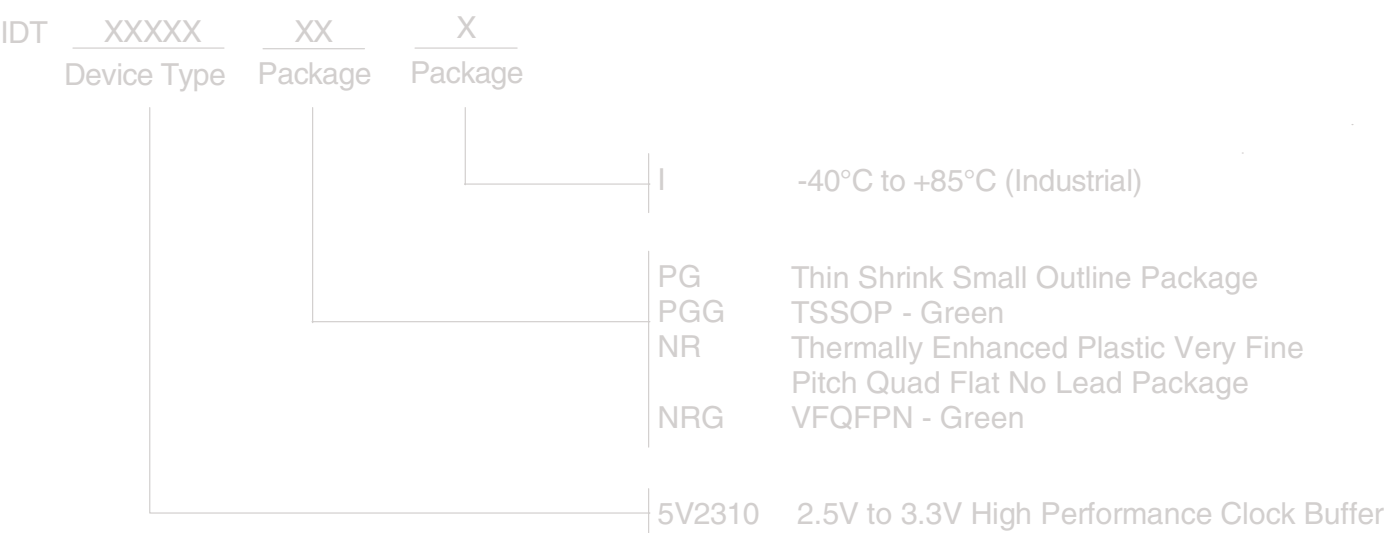 IDT XXXXX XX X
Device Type Package Package
I -40°C to +85°C (Industrial)
PG Thin Shrink Small Outline Package
PGG TSSOP - Green
NR Thermally Enhanced Plastic Very Fine
Pitch Quad Flat No Lead Package
NRG VFQFPN - Green
5V2310 2.5V to 3.3V High Performance Clock Buffer